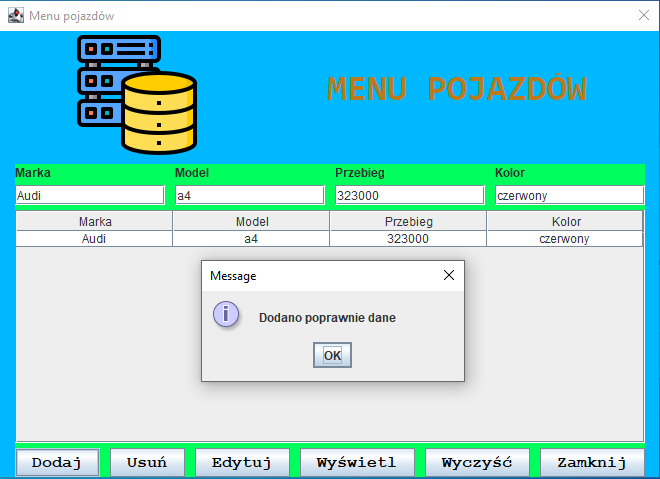 Menu pojazdów
MENU POJAZDÓW
Marka Model Przebieg Kolor
Audi a4 323000 czerwony
Marka Model Przebieg Kolor
Audi a4 323000 czerwony
Message
i
Dodano poprawnie dane
OK
Dodaj Usuń Edytuj Wyświetl Wyczyść Zamknij